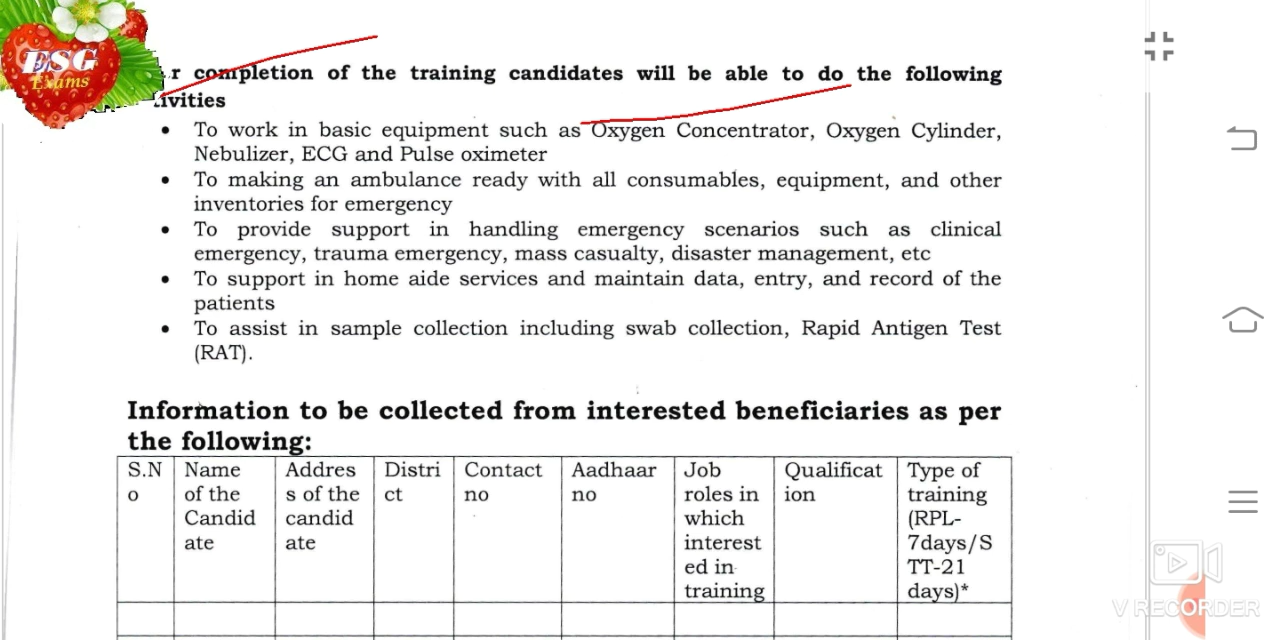 ESG
Exams
r completion of the training candidates will be able to do the following
ivities
• To work in basic equipment such as Oxygen Concentrator, Oxygen Cylinder,
Nebulizer, ECG and Pulse oximeter
• To making an ambulance ready with all consumables, equipment, and other
inventories for emergency
• To provide support in handling emergency scenarios such as clinical
emergency, trauma emergency, mass casualty, disaster management, etc
• To support in home aide services and maintain data, entry, and record of the
patients
• To assist in sample collection including swab collection, Rapid Antigen Test
(RAT).
Information to be collected from interested beneficiaries as per
the following:
S.N
o
Name
of the
Candid
ate
Addres
s of the
candid
ate
Distri
ct
Contact
no
Aadhaar
no
Job
roles in
which
interest
ed in
training
Qualificat
ion
Type of
training
(RPL-
7days/S
TT-21
days)*
V RECORDER